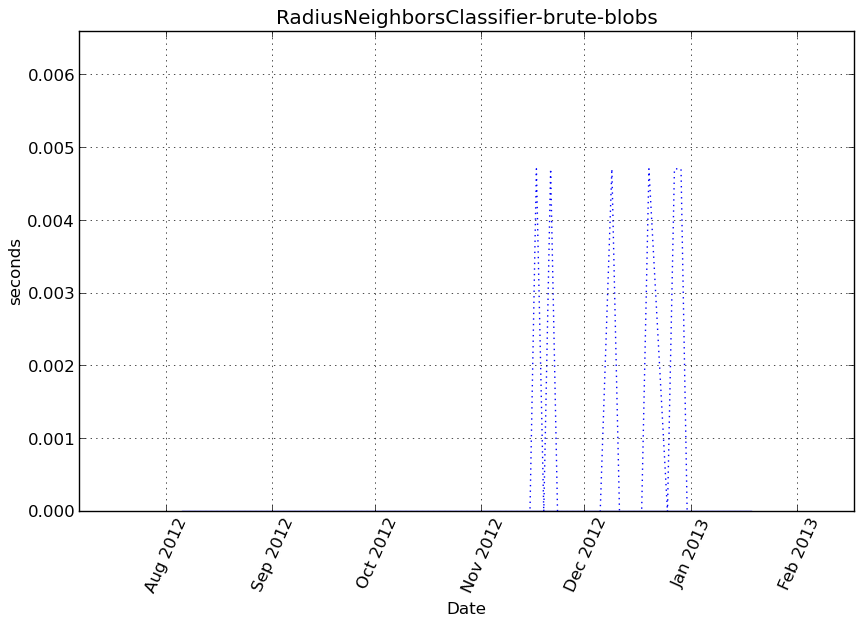 RadiusNeighborsClassifier-brute-blobs
0.006
0.005
0.004
0.003
0.002
0.001
0.000
seconds
Aug 2012
Sep 2012
Oct 2012
Nov 2012
Dec 2012
Jan 2013
Feb 2013
Date